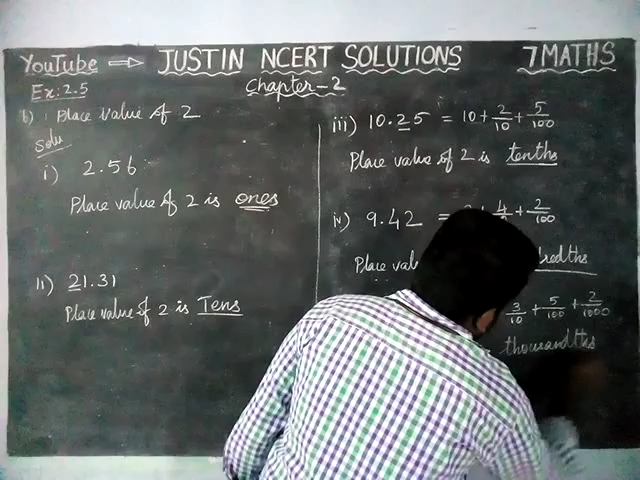 YouTube ⇒ JUSTIN NCERT SOLUTIONS 7 MATHS
Chapter-2
Ex: 2.5
b) Place value of 2
Solu
i) 2.56
Place value of 2 is ones
ii) 21.31
Place value of 2 is Tens
iii) 10.25 = 10 + 2/10 + 5/100
Place value of 2 is tenths
iv) 9.42 = + 4/ + 2/100
Place
3/10 + 5/100 + 2/1000
thousandths